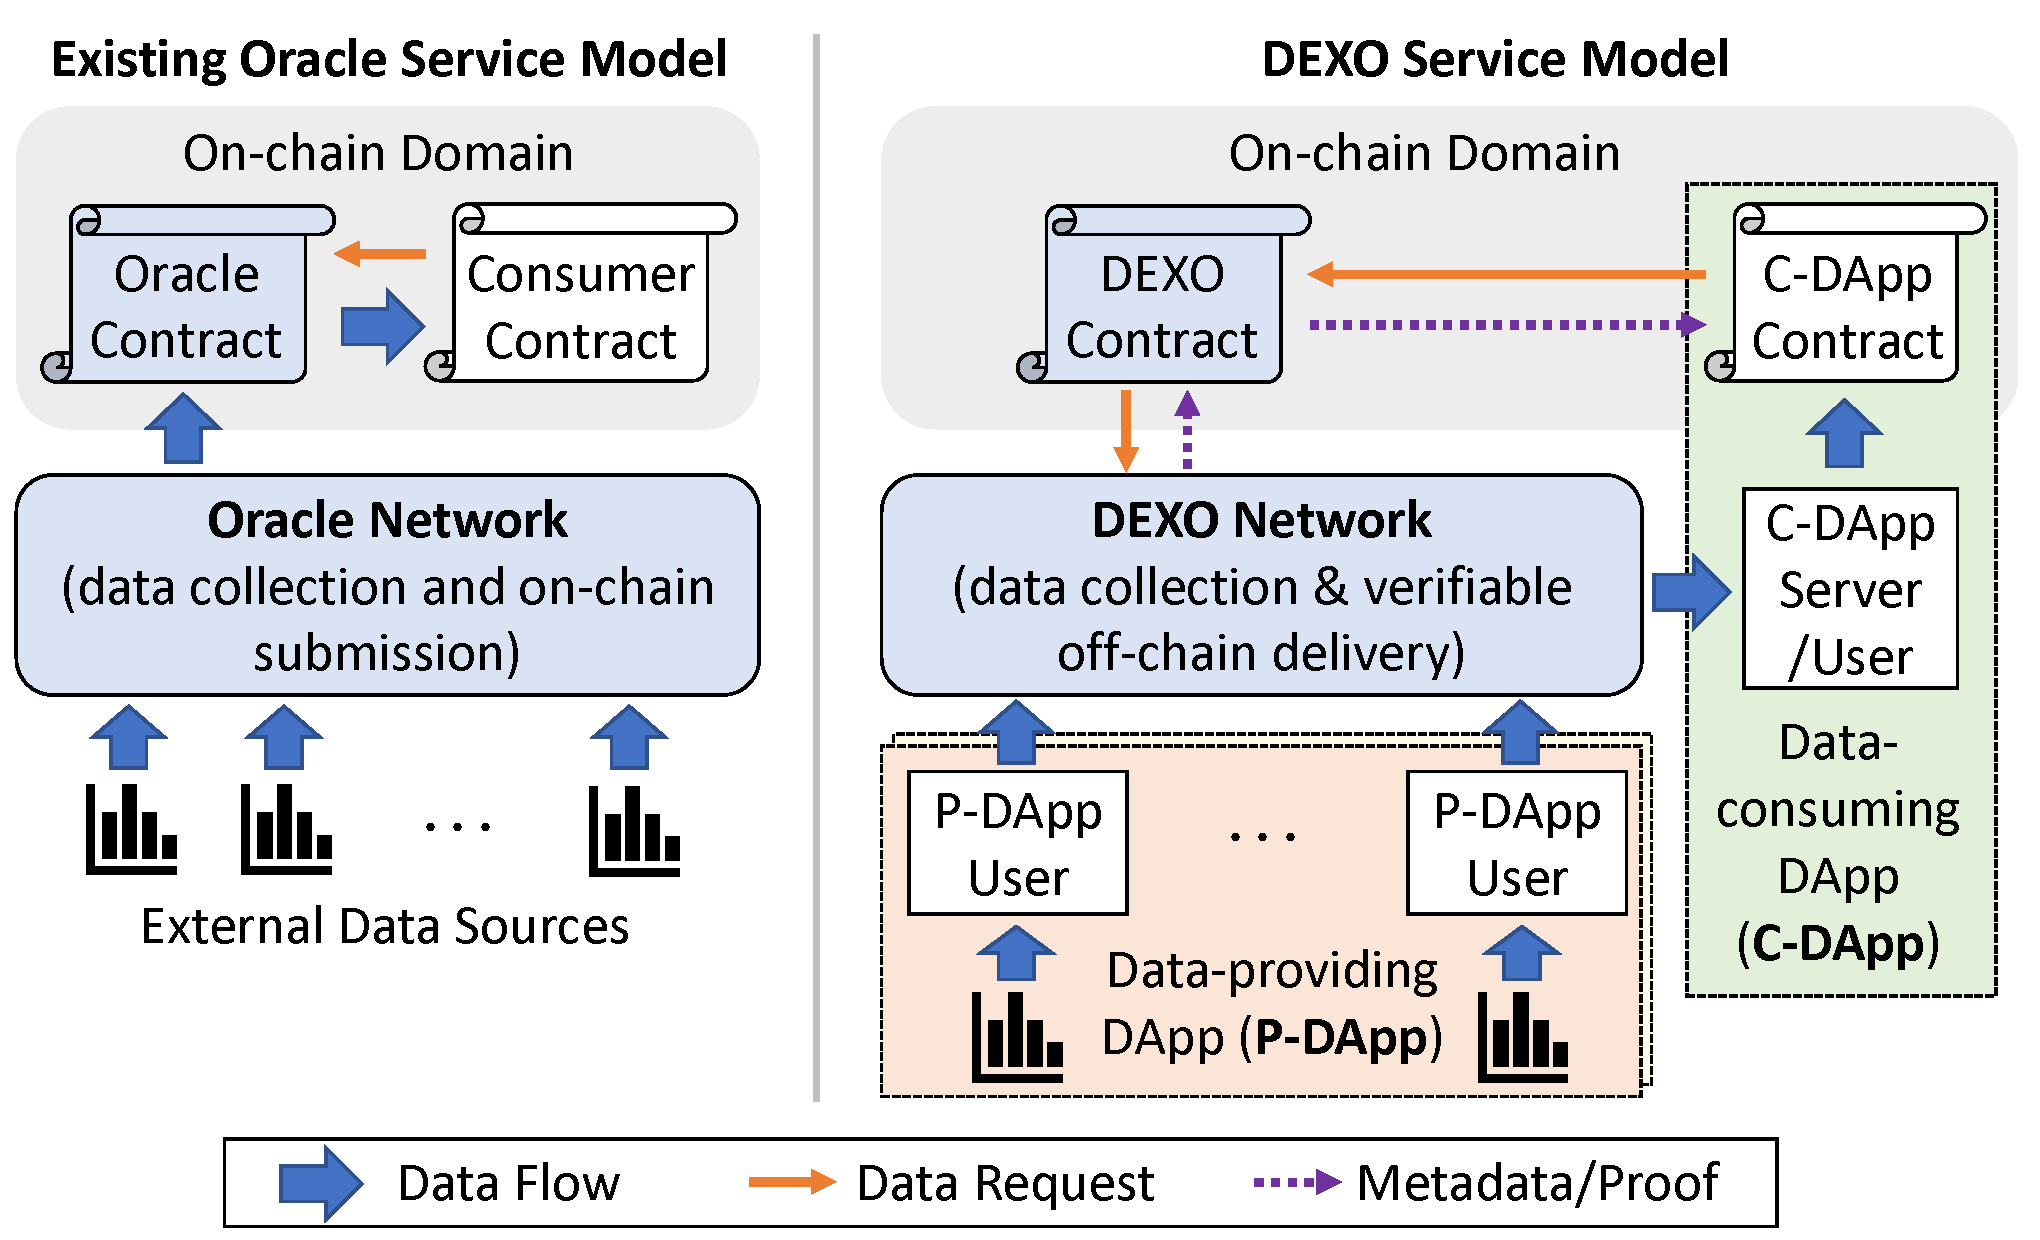 Existing Oracle Service Model
On-chain Domain
Oracle
Contract
Consumer
Contract
Oracle Network
(data collection and on-chain
submission)
...
External Data Sources
DEXO Service Model
On-chain Domain
DEXO
Contract
C-DApp
Contract
DEXO Network
(data collection & verifiable
off-chain delivery)
C-DApp
Server
/User
Data-
consuming
DApp
(C-DApp)
P-DApp
User
...
P-DApp
User
Data-providing
DApp (P-DApp)
Data Flow
Data Request
Metadata/Proof